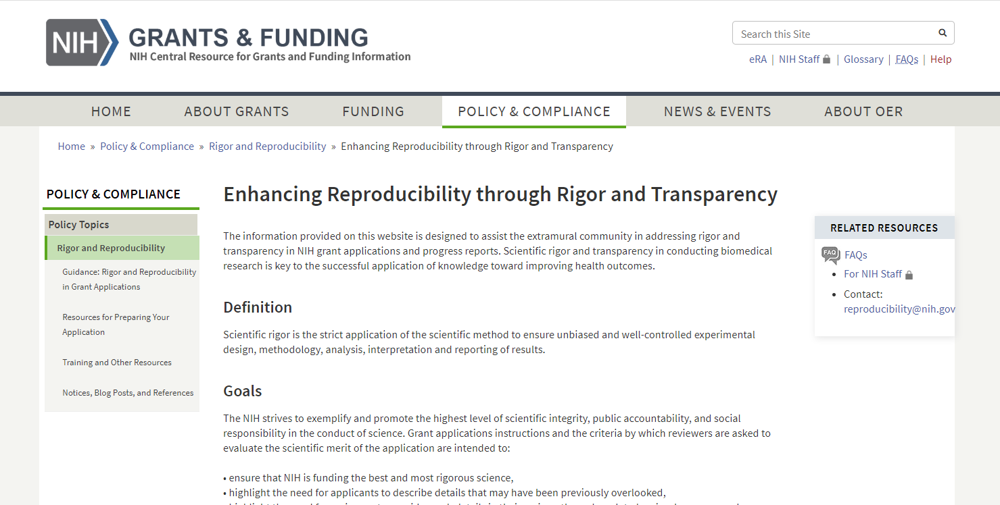 NIH GRANTS & FUNDING
NIH Central Resource for Grants and Funding Information
Search this Site
eRA | NIH Staff | Glossary | FAQs | Help
HOME ABOUT GRANTS FUNDING POLICY & COMPLIANCE NEWS & EVENTS ABOUT OER
Home » Policy & Compliance » Rigor and Reproducibility » Enhancing Reproducibility through Rigor and Transparency
POLICY & COMPLIANCE
Policy Topics
Rigor and Reproducibility
Guidance: Rigor and Reproducibility
in Grant Applications
Resources for Preparing Your
Application
Training and Other Resources
Notices, Blog Posts, and References
Enhancing Reproducibility through Rigor and Transparency
The information provided on this website is designed to assist the extramural community in addressing rigor and
transparency in NIH grant applications and progress reports. Scientific rigor and transparency in conducting biomedical
research is key to the successful application of knowledge toward improving health outcomes.
Definition
Scientific rigor is the strict application of the scientific method to ensure unbiased and well-controlled experimental
design, methodology, analysis, interpretation and reporting of results.
Goals
The NIH strives to exemplify and promote the highest level of scientific integrity, public accountability, and social
responsibility in the conduct of science. Grant applications instructions and the criteria by which reviewers are asked to
evaluate the scientific merit of the application are intended to:
• ensure that NIH is funding the best and most rigorous science,
• highlight the need for applicants to describe details that may have been previously overlooked,
RELATED RESOURCES
FAQ FAQs
• For NIH Staff
• Contact:
reproducibility@nih.gov